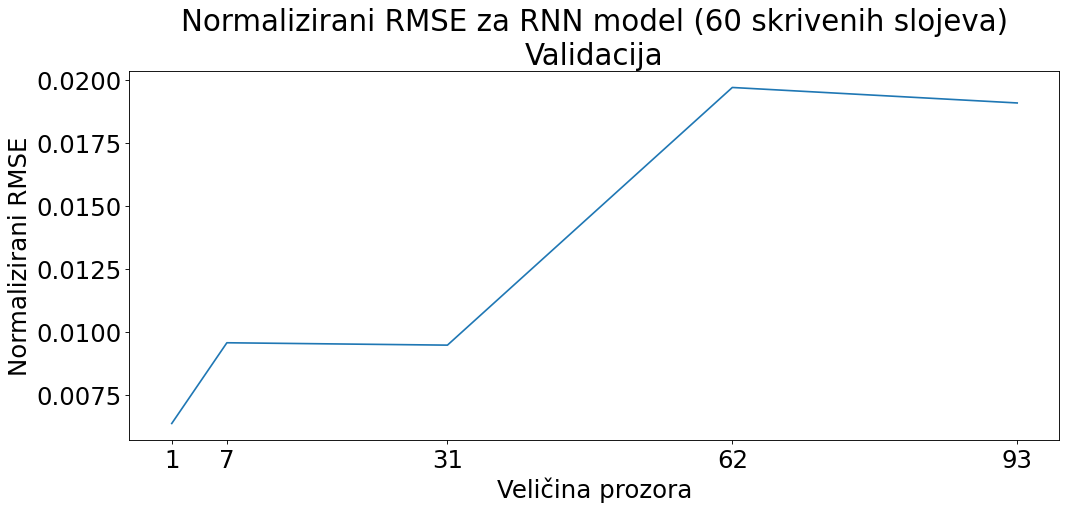 Normalizirani RMSE za RNN model (60 skrivenih slojeva)
Validacija
Normalizirani RMSE
0.0200
0.0175
0.0150
0.0125
0.0100
0.0075
1 7 31 62 93
Veličina prozora